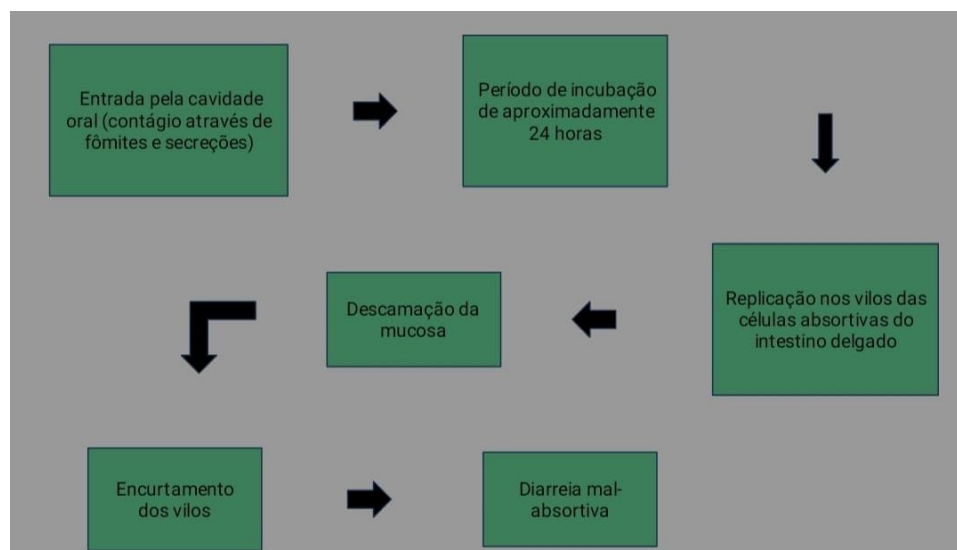 Entrada pela cavidade
oral (contágio através de
fômites e secreções)
Período de incubação
de aproximadamente
24 horas
Replicação nos vilos das
células absortivas do
intestino delgado
Descamação da
mucosa
Encurtamento
dos vilos
Diarreia mal-
absortiva